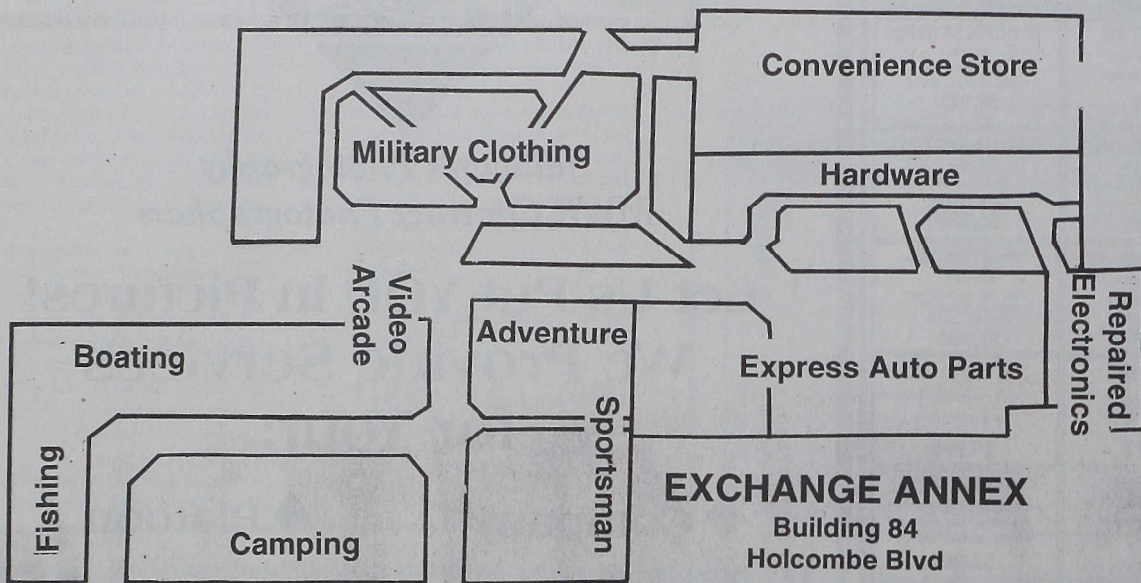 Convenience Store
Military Clothing
Hardware
Video
Arcade
Repaired
Electronics
Boating
Adventure
Express Auto Parts
Sportsman
Fishing
Camping
EXCHANGE ANNEX
Building 84
Holcombe Blvd